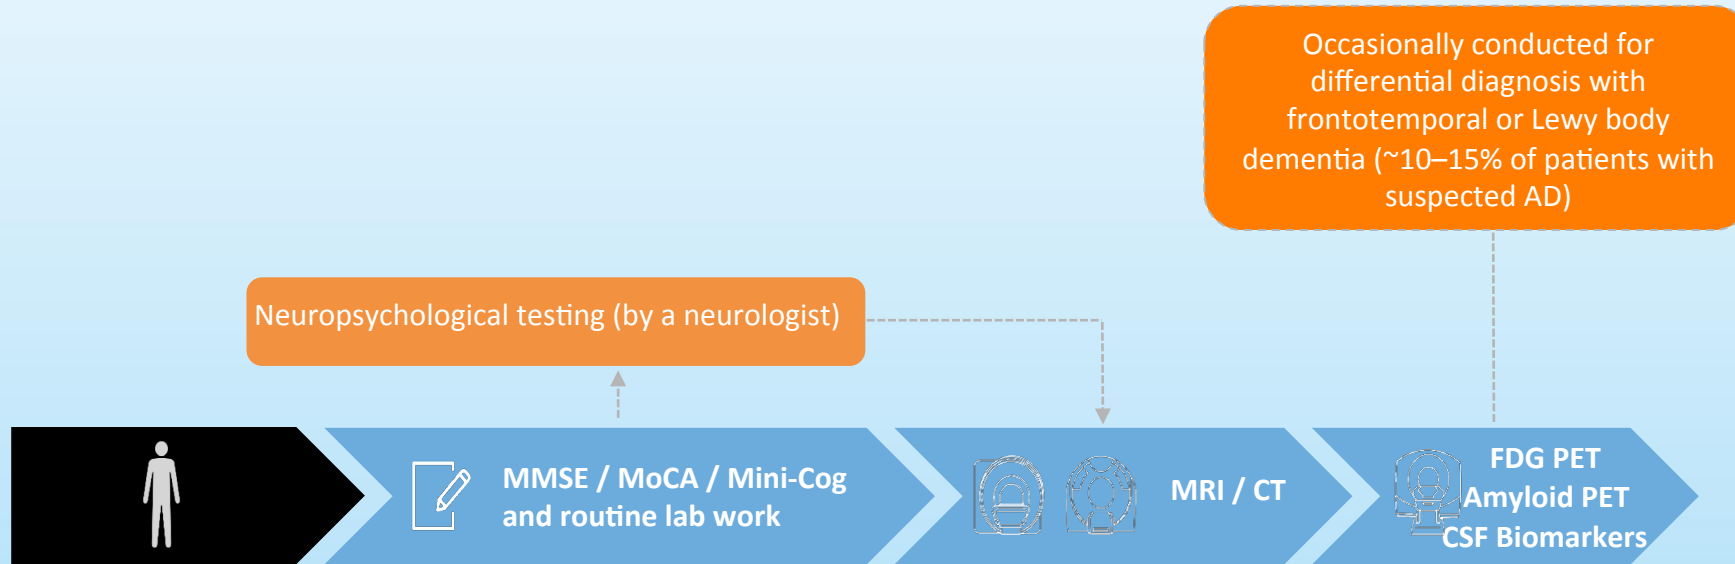 Occasionally conducted for
differential diagnosis with
frontotemporal or Lewy body
dementia (~10–15% of patients with
suspected AD)
Neuropsychological testing (by a neurologist)
MMSE / MoCA / Mini-Cog
and routine lab work
MRI / CT
FDG PET
Amyloid PET
CSF Biomarkers